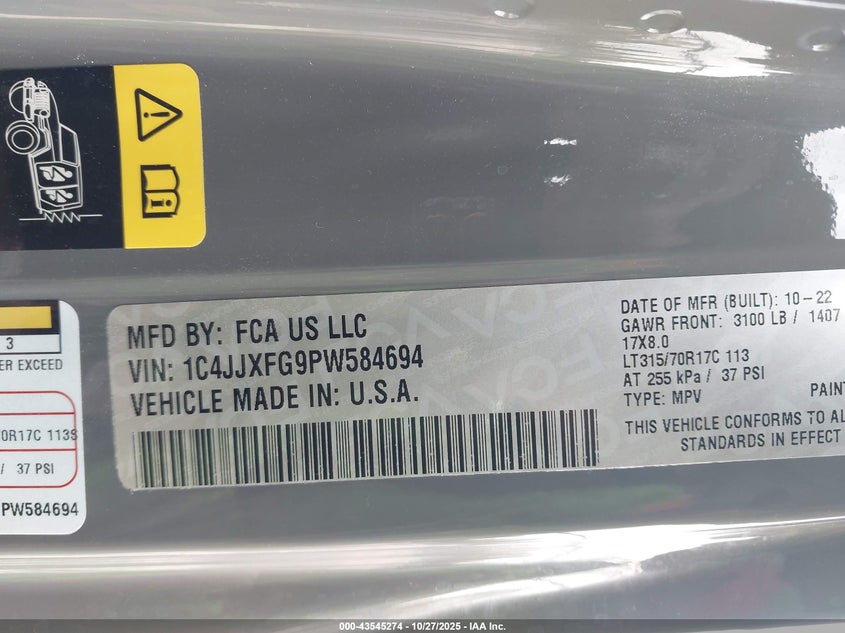 MFD BY: FCA US LLC
VIN: 1C4JJXFG9PW584694
VEHICLE MADE IN: U.S.A.
DATE OF MFR (BUILT): 10-22
GAWR FRONT: 3100 LB / 1407
17X8.0
LT315/70R17C 113
AT 255 kPa / 37 PSI
TYPE: MPV
PAIN
THIS VEHICLE CONFORMS TO AL
STANDARDS IN EFFECT
3
ER EXCEED
70R17C 113S
/ 37 PSI
PW584694
000-43545274 | 10/27/2025 - IAA Inc.